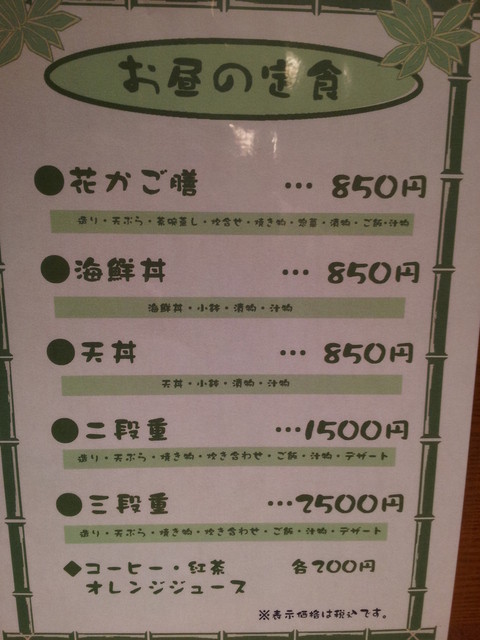 お昼の定食
●花かご膳 … 850円
造り・天ぷら・茶碗蒸し・炊合せ・焼き物・惣菜・漬物・ご飯・汁物
●海鮮丼 … 850円
海鮮丼・小鉢・漬物・汁物
●天丼 … 850円
天丼・小鉢・漬物・汁物
●二段重 …1500円
造り・天ぷら・焼き物・炊き合わせ・ご飯・汁物・デザート
●三段重 …2500円
造り・天ぷら・焼き物・炊き合わせ・ご飯・汁物・デザート
◆コーヒー・紅茶 各200円
オレンジジュース
※表示価格は税込です。